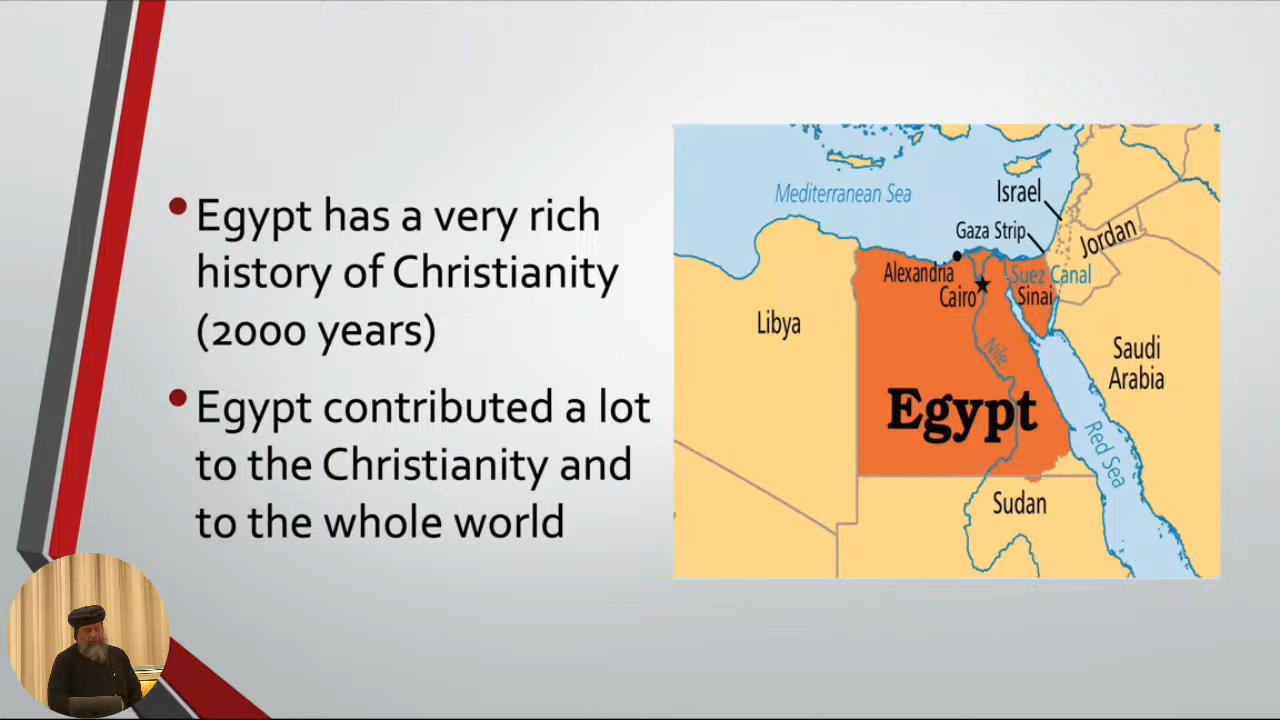 • Egypt has a very rich
history of Christianity
(2000 years)
• Egypt contributed a lot
to the Christianity and
to the whole world
Mediterranean Sea
Israel
Gaza Strip
Jordan
Alexandria
Suez Canal
Cairo
Sinai
Libya
Nile
Saudi
Arabia
Egypt
Red Sea
Sudan